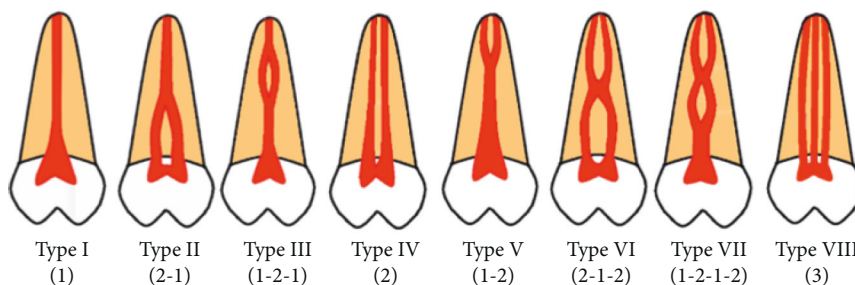 Type I
(1)
Type II
(2-1)
Type III
(1-2-1)
Type IV
(2)
Type V
(1-2)
Type VI
(2-1-2)
Type VII
(1-2-1-2)
Type VIII
(3)